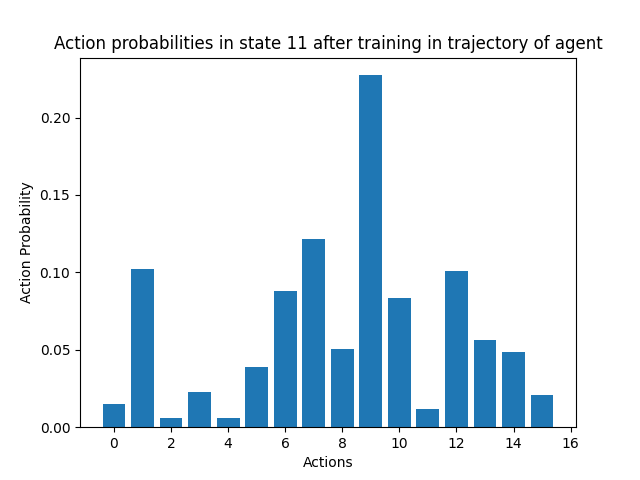 Action probabilities in state 11 after training in trajectory of agent
Action Probability
0.20
0.15
0.10
0.05
0.00
0 2 4 6 8 10 12 14 16
Actions